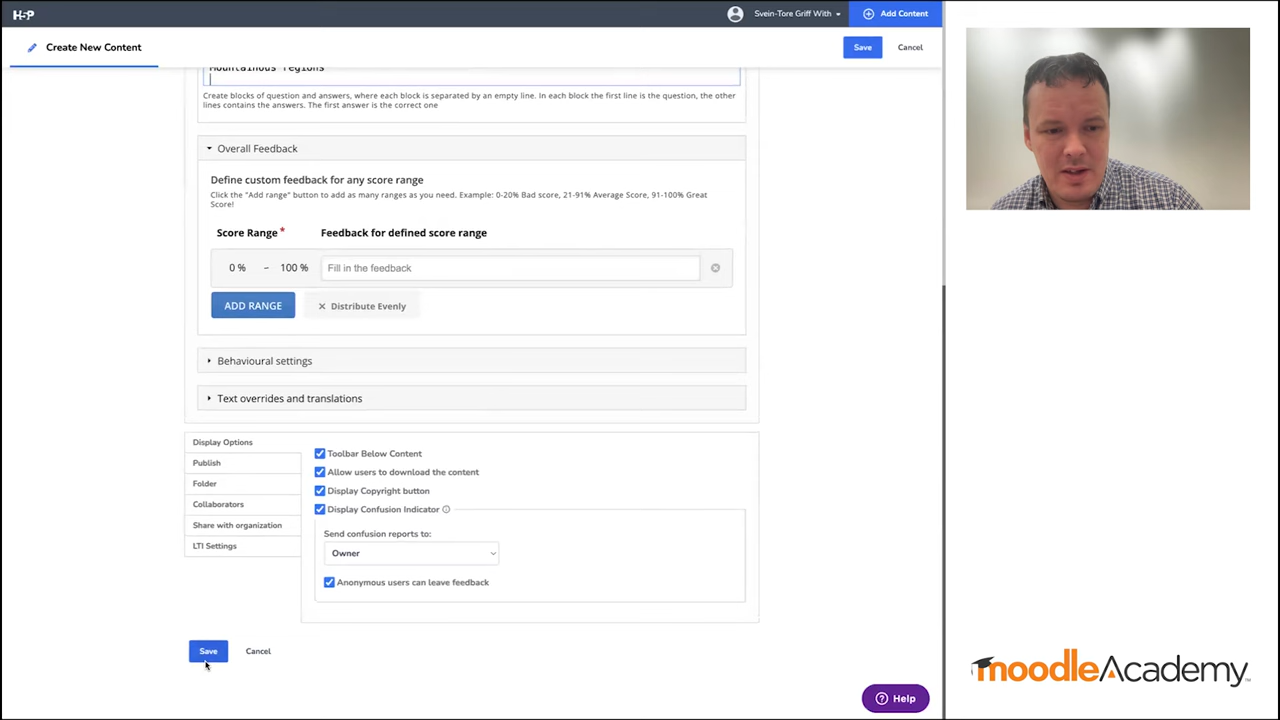 H5P
Svein-Tore Griff With
Add Content
Create New Content
Save
Cancel
Mountainous regions
Create blocks of question and answers, where each block is separated by an empty line. In each block the first line is the question, the other
lines contains the answers. The first answer is the correct one
Overall Feedback
Define custom feedback for any score range
Click the "Add range" button to add as many ranges as you need. Example: 0-20% Bad score, 21-91% Average Score, 91-100% Great
Score!
Score Range * Feedback for defined score range
0 % – 100 % Fill in the feedback
ADD RANGE Distribute Evenly
Behavioural settings
Text overrides and translations
Display Options
Publish
Folder
Collaborators
Share with organization
LTI Settings
Toolbar Below Content
Allow users to download the content
Display Copyright button
Display Confusion Indicator
Send confusion reports to:
Owner
Anonymous users can leave feedback
Save Cancel
Help
moodleAcademy™